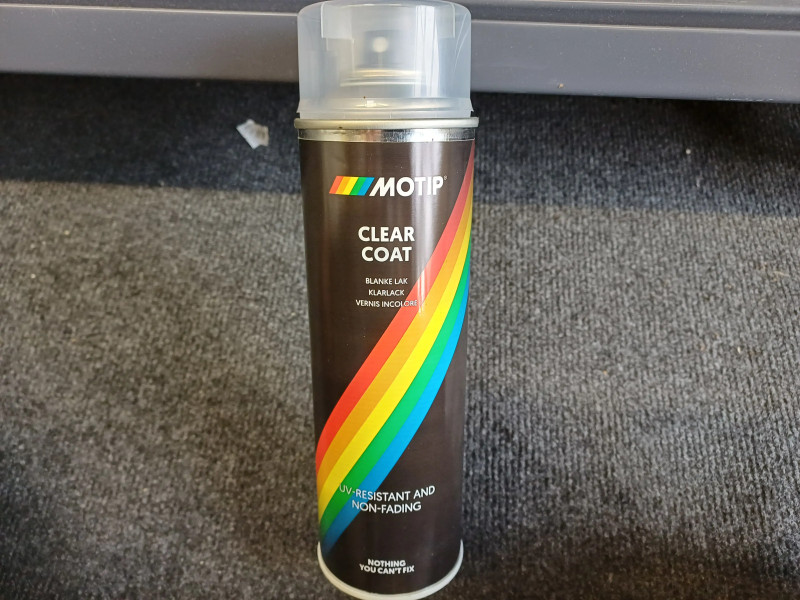 MOTIP®
CLEAR
COAT
BLANKE LAK
KLARLACK
VERNIS INCOLORE
UV-RESISTANT AND
NON-FADING
NOTHING
YOU CAN'T FIX